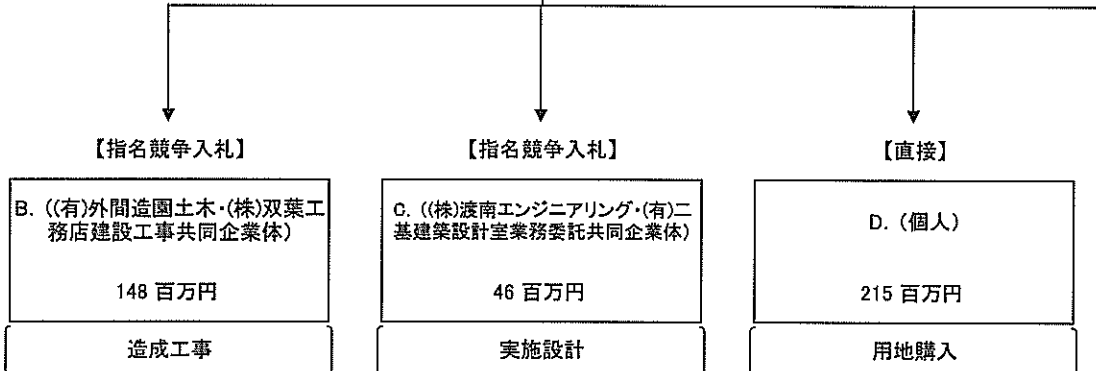 【指名競争入札】
B. ((有)外間造園土木・(株)双葉工
務店建設工事共同企業体)
148 百万円
造成工事
【指名競争入札】
C. ((株)渡南エンジニアリング・(有)二
基建築設計室業務委託共同企業体)
46 百万円
実施設計
【直接】
D. (個人)
215 百万円
用地購入